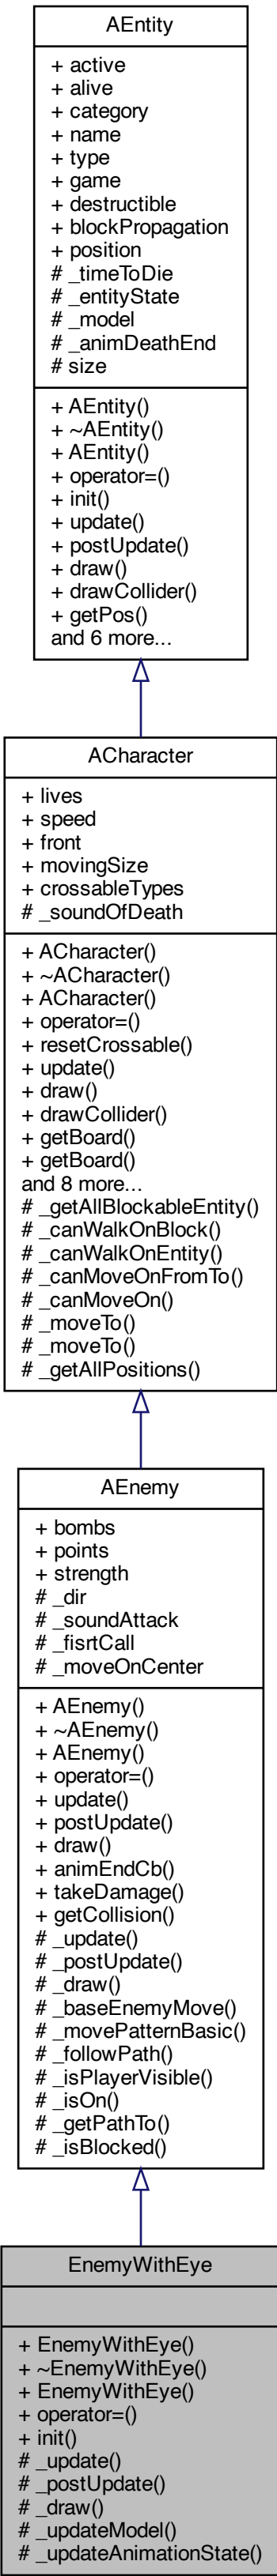 AEntity
+ active
+ alive
+ category
+ name
+ type
+ game
+ destructible
+ blockPropagation
+ position
# _timeToDie
# _entityState
# _model
# _animDeathEnd
# size
+ AEntity()
+ ~AEntity()
+ AEntity()
+ operator=()
+ init()
+ update()
+ postUpdate()
+ draw()
+ drawCollider()
+ getPos()
and 6 more...
ACharacter
+ lives
+ speed
+ front
+ movingSize
+ crossableTypes
# _soundOfDeath
+ ACharacter()
+ ~ACharacter()
+ ACharacter()
+ operator=()
+ resetCrossable()
+ update()
+ draw()
+ drawCollider()
+ getBoard()
+ getBoard()
and 8 more...
# _getAllBlockableEntity()
# _canWalkOnBlock()
# _canWalkOnEntity()
# _canMoveOnFromTo()
# _canMoveOn()
# _moveTo()
# _moveTo()
# _getAllPositions()
AEnemy
+ bombs
+ points
+ strength
# _dir
# _soundAttack
# _fisrtCall
# _moveOnCenter
+ AEnemy()
+ ~AEnemy()
+ AEnemy()
+ operator=()
+ update()
+ postUpdate()
+ draw()
+ animEndCb()
+ takeDamage()
+ getCollision()
# _update()
# _postUpdate()
# _draw()
# _baseEnemyMove()
# _movePatternBasic()
# _followPath()
# _isPlayerVisible()
# _isOn()
# _getPathTo()
# _isBlocked()
EnemyWithEye
+ EnemyWithEye()
+ ~EnemyWithEye()
+ EnemyWithEye()
+ operator=()
+ init()
# _update()
# _postUpdate()
# _draw()
# _updateModel()
# _updateAnimationState()